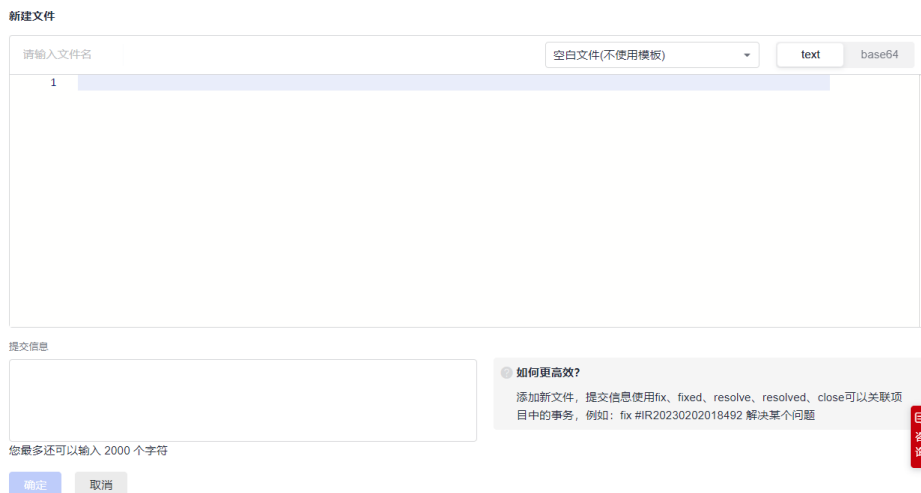 新建文件
请输入文件名
空白文件(不使用模板)
text
base64
1
提交信息
如何更高效?
添加新文件，提交信息使用fix、fixed、resolve、resolved、close可以关联项
目中的事务，例如：fix #IR20230202018492 解决某个问题
您最多还可以输入 2000 个字符
确定
取消